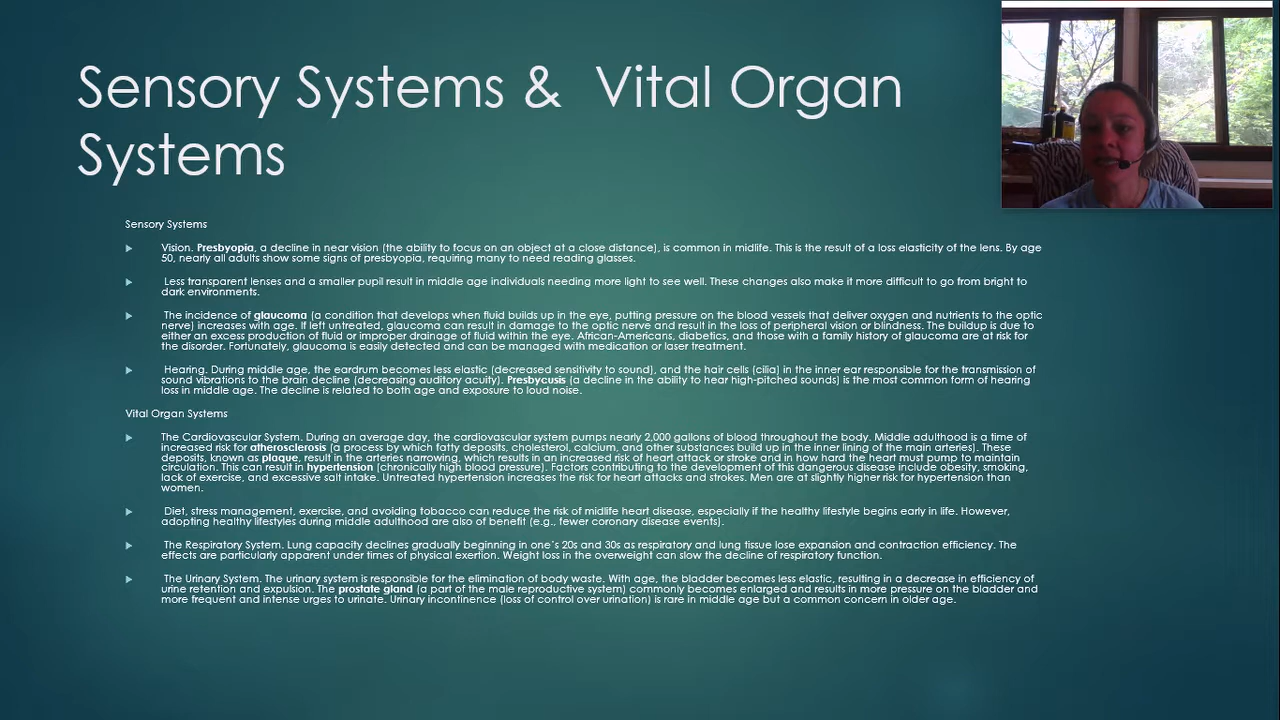 Sensory Systems & Vital Organ
Systems
Sensory Systems
Vision. Presbyopia, a decline in near vision (the ability to focus on an object at a close distance), is common in midlife. This is the result of a loss elasticity of the lens. By age
50, nearly all adults show some signs of presbyopia, requiring many to need reading glasses.
Less transparent lenses and a smaller pupil result in middle age individuals needing more light to see well. These changes also make it more difficult to go from bright to
dark environments.
The incidence of glaucoma (a condition that develops when fluid builds up in the eye, putting pressure on the blood vessels that deliver oxygen and nutrients to the optic
nerve) increases with age. If left untreated, glaucoma can result in damage to the optic nerve and result in the loss of peripheral vision or blindness. The buildup is due to
either an excess production of fluid or improper drainage of fluid within the eye. African-Americans, diabetics, and those with a family history of glaucoma are at risk for
the disorder. Fortunately, glaucoma is easily detected and can be managed with medication or laser treatment.
Hearing. During middle age, the eardrum becomes less elastic (decreased sensitivity to sound), and the hair cells (cilia) in the inner ear responsible for the transmission of
sound vibrations to the brain decline (decreasing auditory acuity). Presbycusis (a decline in the ability to hear high-pitched sounds) is the most common form of hearing
loss in middle age. The decline is related to both age and exposure to loud noise.
Vital Organ Systems
The Cardiovascular System. During an average day, the cardiovascular system pumps nearly 2,000 gallons of blood throughout the body. Middle adulthood is a time of
increased risk for atherosclerosis (a process by which fatty deposits, cholesterol, calcium, and other substances build up in the inner lining of the main arteries). These
deposits, known as plaque, result in the arteries narrowing, which results in an increased risk of heart attack or stroke and in how hard the heart must pump to maintain
circulation. This can result in hypertension (chronically high blood pressure). Factors contributing to the development of this dangerous disease include obesity, smoking,
lack of exercise, and excessive salt intake. Untreated hypertension increases the risk for heart attacks and strokes. Men are at slightly higher risk for hypertension than
women.
Diet, stress management, exercise, and avoiding tobacco can reduce the risk of midlife heart disease, especially if the healthy lifestyle begins early in life. However,
adopting healthy lifestyles during middle adulthood are also of benefit (e.g., fewer coronary disease events).
The Respiratory System. Lung capacity declines gradually beginning in one's 20s and 30s as respiratory and lung tissue lose expansion and contraction efficiency. The
effects are particularly apparent under times of physical exertion. Weight loss in the overweight can slow the decline of respiratory function.
The Urinary System. The urinary system is responsible for the elimination of body waste. With age, the bladder becomes less elastic, resulting in a decrease in efficiency of
urine retention and expulsion. The prostate gland (a part of the male reproductive system) commonly becomes enlarged and results in more pressure on the bladder and
more frequent and intense urges to urinate. Urinary incontinence (loss of control over urination) is rare in middle age but a common concern in older age.